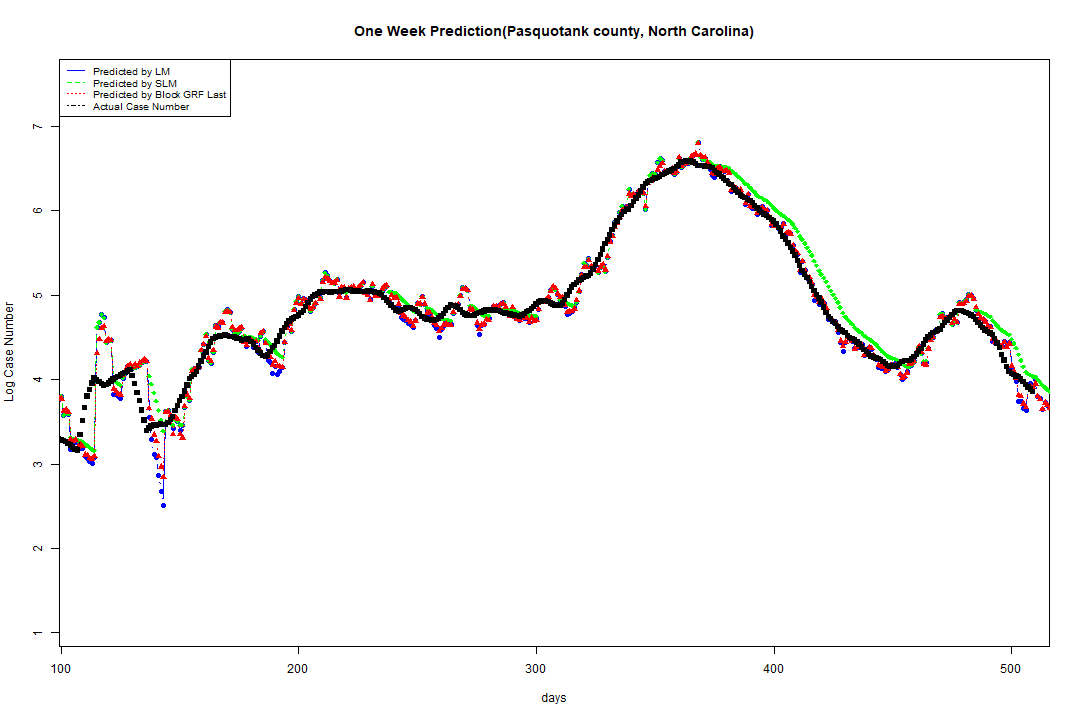 One Week Prediction(Pasquotank county, North Carolina)
Predicted by LM
Predicted by SLM
Predicted by Block GRF Last
Actual Case Number
Log Case Number
7
6
5
4
3
2
1
100 200 300 400 500
days